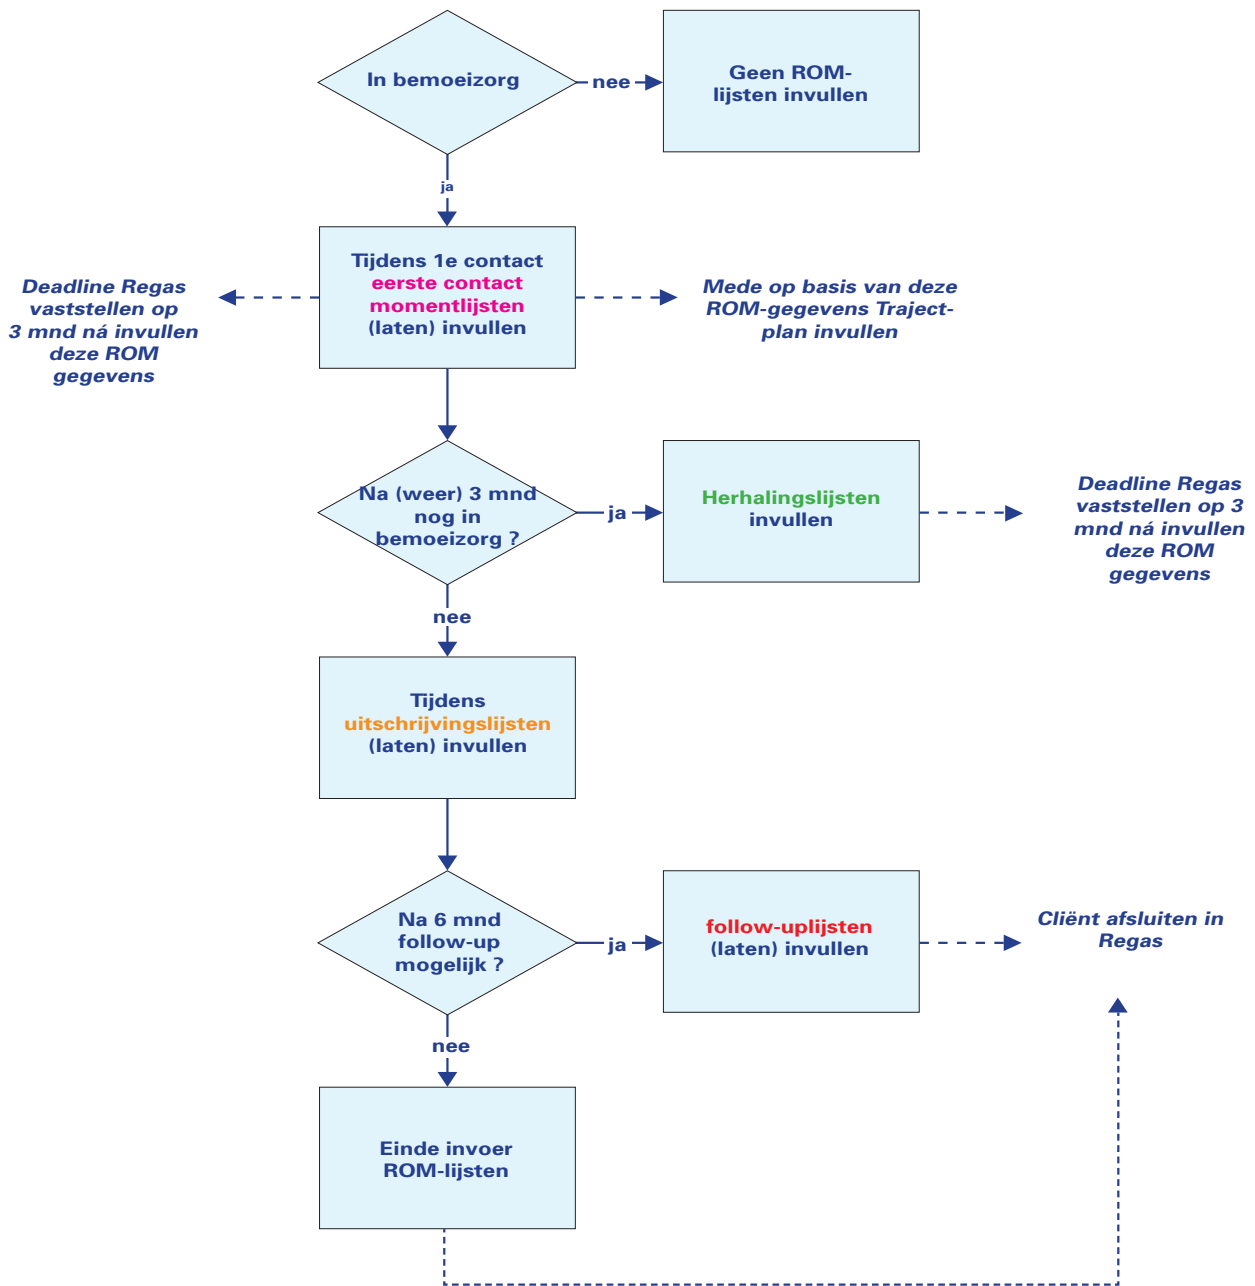 In bemoeizorg
nee
Geen ROM-
lijsten invullen
ja
Tijdens 1e contact
eerste contact
momentlijsten
(laten) invullen
Deadline Regas
vaststellen op
3 mnd ná invullen
deze ROM
gegevens
Mede op basis van deze
ROM-gegevens Traject-
plan invullen
Na (weer) 3 mnd
nog in
bemoeizorg ?
ja
Herhalingslijsten
invullen
Deadline Regas
vaststellen op 3
mnd ná invullen
deze ROM
gegevens
nee
Tijdens
uitschrijvingslijsten
(laten) invullen
Na 6 mnd
follow-up
mogelijk ?
ja
follow-uplijsten
(laten) invullen
Cliënt afsluiten in
Regas
nee
Einde invoer
ROM-lijsten